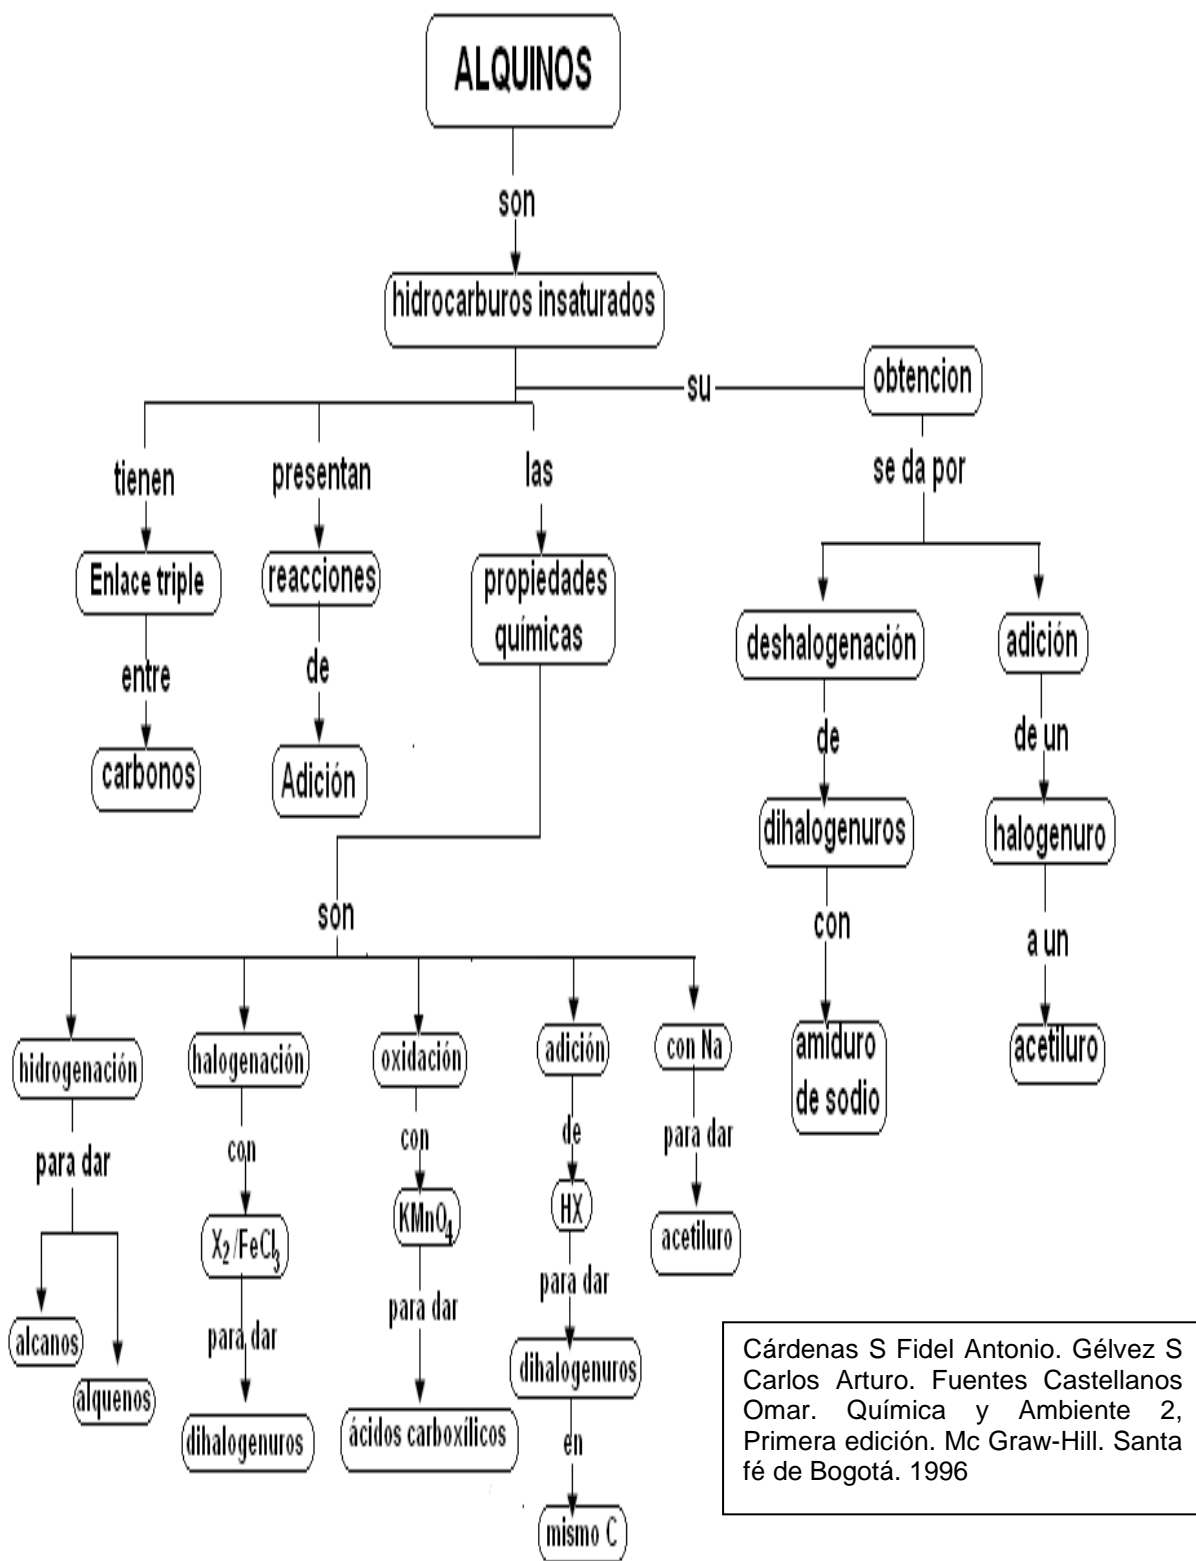 ALQUINOS
son
hidrocarburos insaturados
su
obtencion
tienen
presentan
las
se da por
Enlace triple
reacciones
propiedades
químicas
deshalogenación
adición
entre
de
de
de un
carbonos
Adición
dihalogenuros
halogenuro
son
con
a un
amiduro
de sodio
acetiluro
hidrogenación
halogenación
oxidación
adición
con Na
para dar
con
con
de
para dar
X2/FeCl3
KMnO4
HX
acetiluro
alcanos
alquenos
para dar
para dar
para dar
dihalogenuros
dihalogenuros
ácidos carboxílicos
en
mismo C
Cárdenas S Fidel Antonio. Gélvez S
Carlos Arturo. Fuentes Castellanos
Omar. Química y Ambiente 2,
Primera edición. Mc Graw-Hill. Santa
fé de Bogotá. 1996